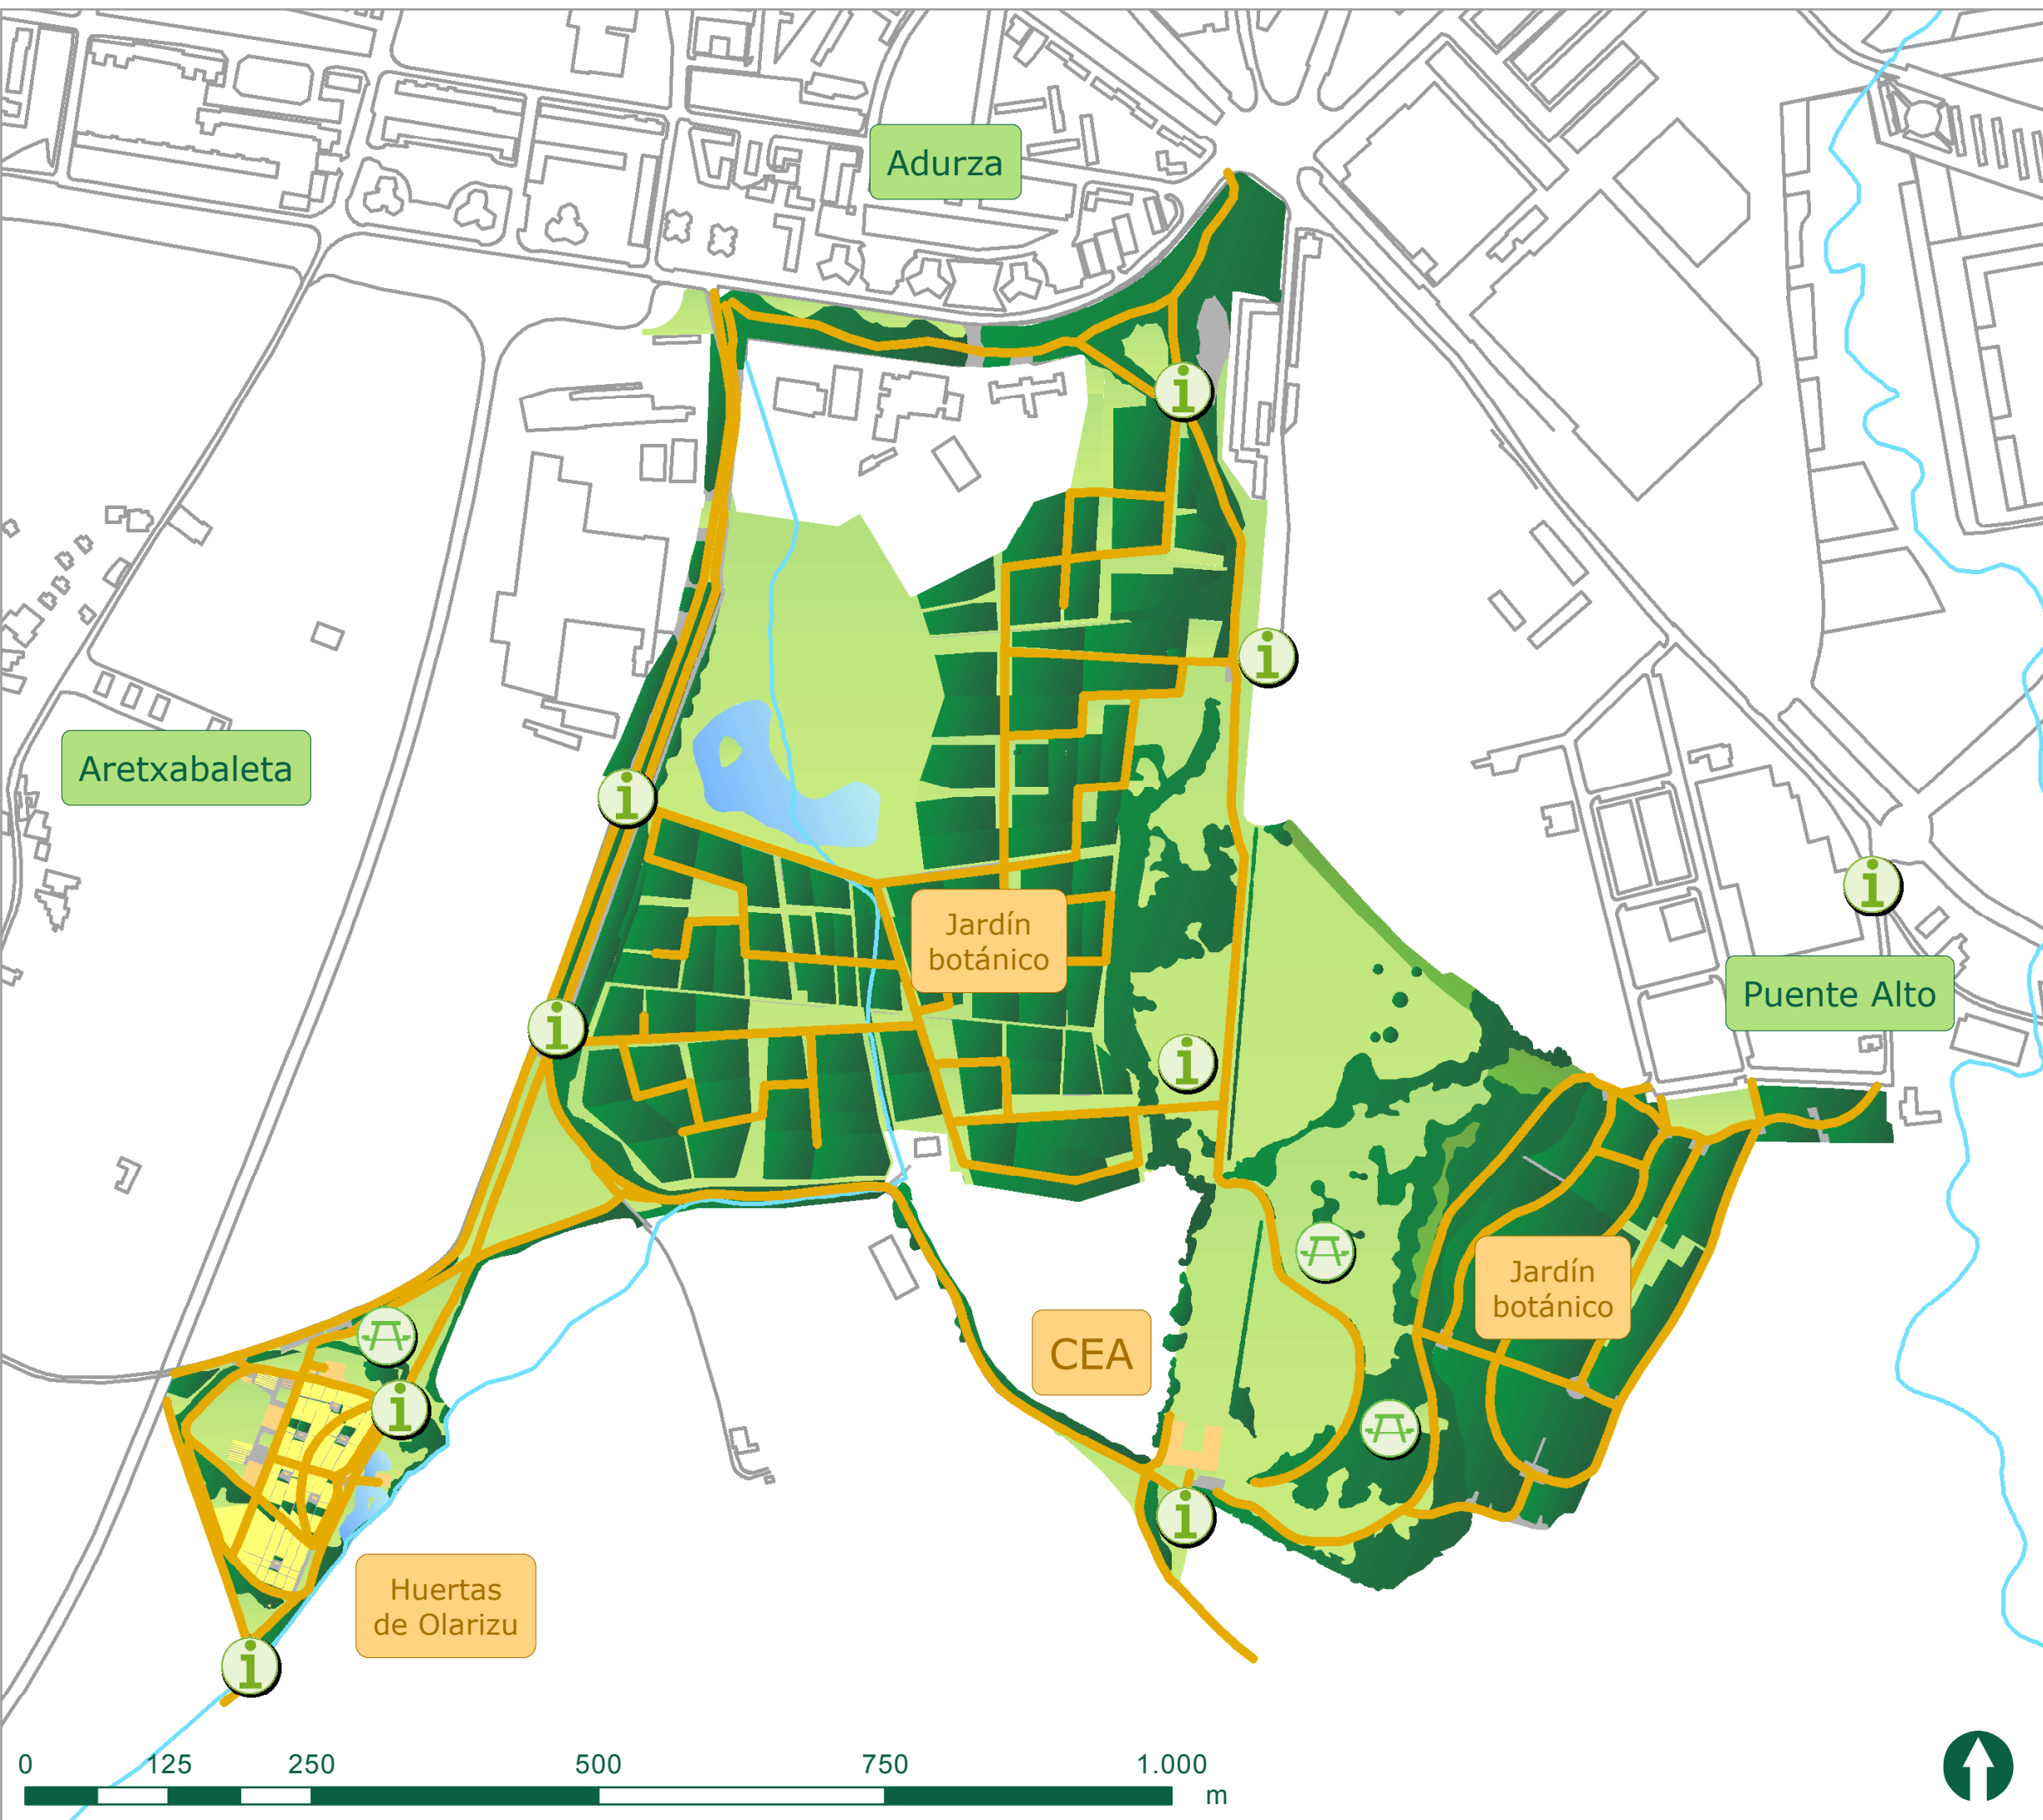 Adurza
Aretxabaleta
Jardín
botánico
Puente Alto
Jardín
botánico
CEA
Huertas
de Olarizu
0 125 250 500 750 1.000
m
i
i
i
i
i
i
i
i
i